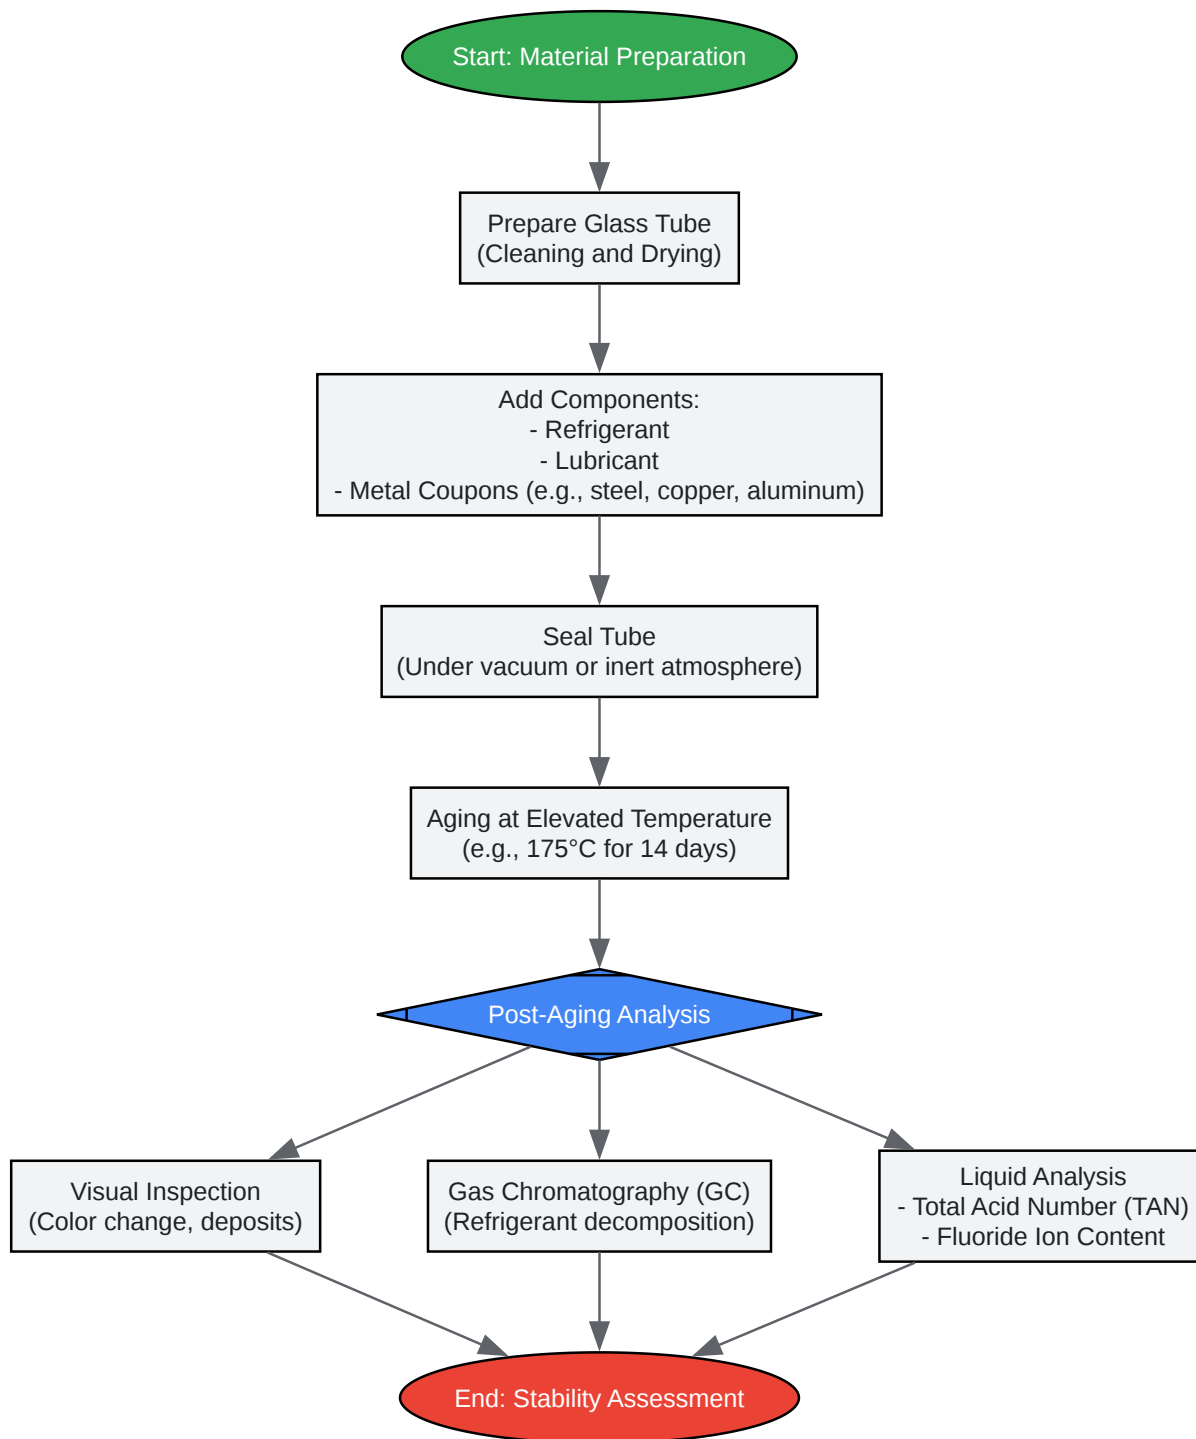 Start: Material Preparation
Prepare Glass Tube
(Cleaning and Drying)
Add Components:
- Refrigerant
- Lubricant
- Metal Coupons (e.g., steel, copper, aluminum)
Seal Tube
(Under vacuum or inert atmosphere)
Aging at Elevated Temperature
(e.g., 175°C for 14 days)
Post-Aging Analysis
Visual Inspection
(Color change, deposits)
Gas Chromatography (GC)
(Refrigerant decomposition)
Liquid Analysis
- Total Acid Number (TAN)
- Fluoride Ion Content
End: Stability Assessment